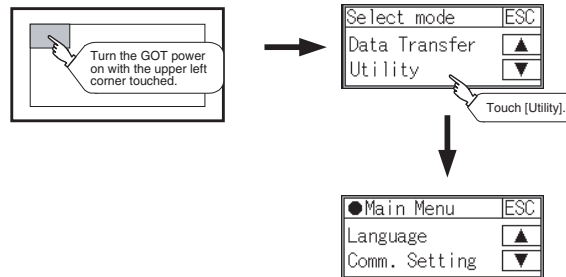 Turn the GOT power
on with the upper left
corner touched.
Select mode ESC
Data Transfer ▲
Utility ▼
Touch [Utility].
●Main Menu ESC
Language ▲
Comm. Setting ▼